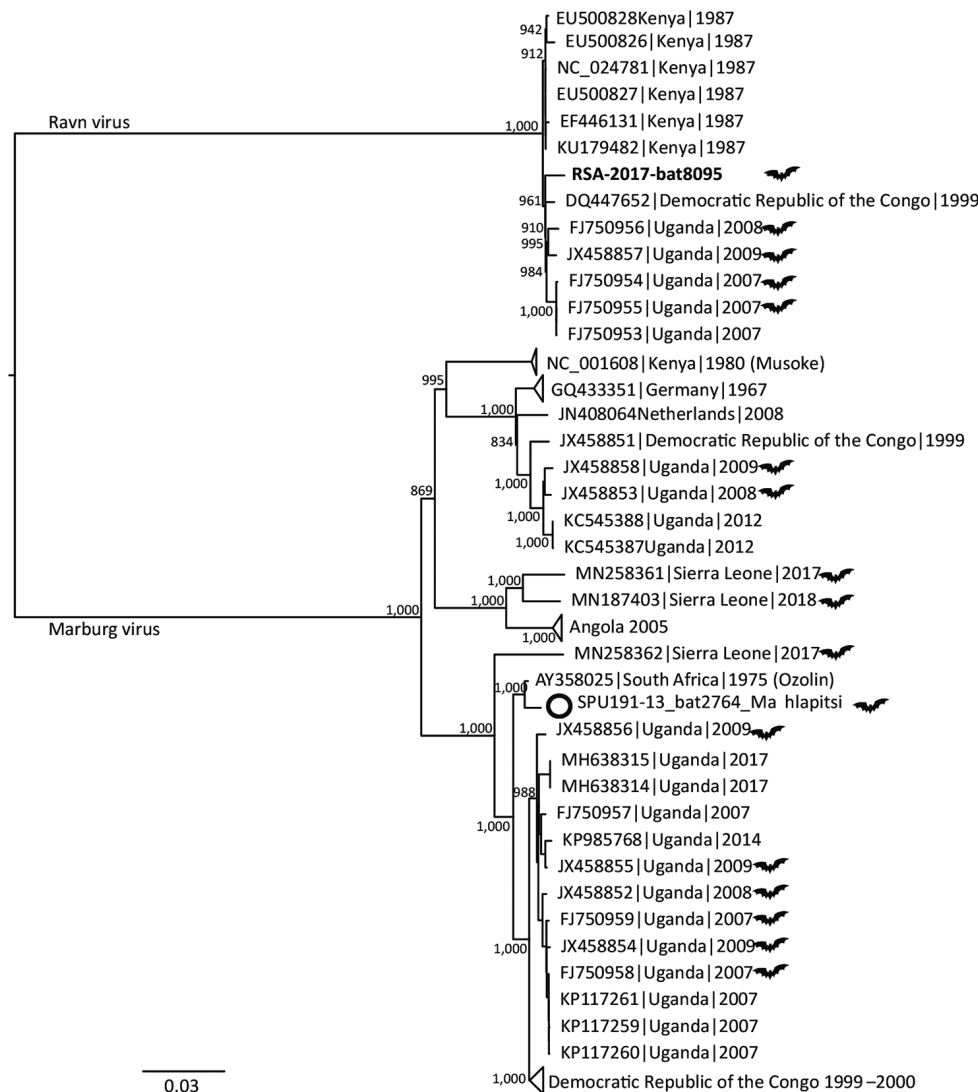 EU500828Kenya|1987
942
EU500826|Kenya|1987
912
NC_024781|Kenya|1987
EU500827|Kenya|1987
Ravn virus
1,000
EF446131|Kenya|1987
KU179482|Kenya|1987
RSA-2017-bat8095
961
DQ447652|Democratic Republic of the Congo|1999
910
FJ750956|Uganda|2008
995
JX458857|Uganda|2009
984
FJ750954|Uganda|2007
1,000
FJ750955|Uganda|2007
FJ750953|Uganda|2007
NC_001608|Kenya|1980 (Musoke)
995
GQ433351|Germany|1967
1,000
JN408064Netherlands|2008
834
JX458851|Democratic Republic of the Congo|1999
JX458858|Uganda|2009
1,000
869
JX458853|Uganda|2008
1,000
KC545388|Uganda|2012
1,000
KC545387Uganda|2012
MN258361|Sierra Leone|2017
1,000
1,000
MN187403|Sierra Leone|2018
1,000
Marburg virus
Angola 2005
1,000
MN258362|Sierra Leone|2017
AY358025|South Africa|1975 (Ozolin)
1,000
SPU191-13_bat2764_Ma hlapitsi
1,000
JX458856|Uganda|2009
MH638315|Uganda|2017
MH638314|Uganda|2017
988
FJ750957|Uganda|2007
1,000
KP985768|Uganda|2014
JX458855|Uganda|2009
JX458852|Uganda|2008
FJ750959|Uganda|2007
1,000
JX458854|Uganda|2009
FJ750958|Uganda|2007
KP117261|Uganda|2007
KP117259|Uganda|2007
KP117260|Uganda|2007
1,000
Democratic Republic of the Congo 1999–2000
0.03